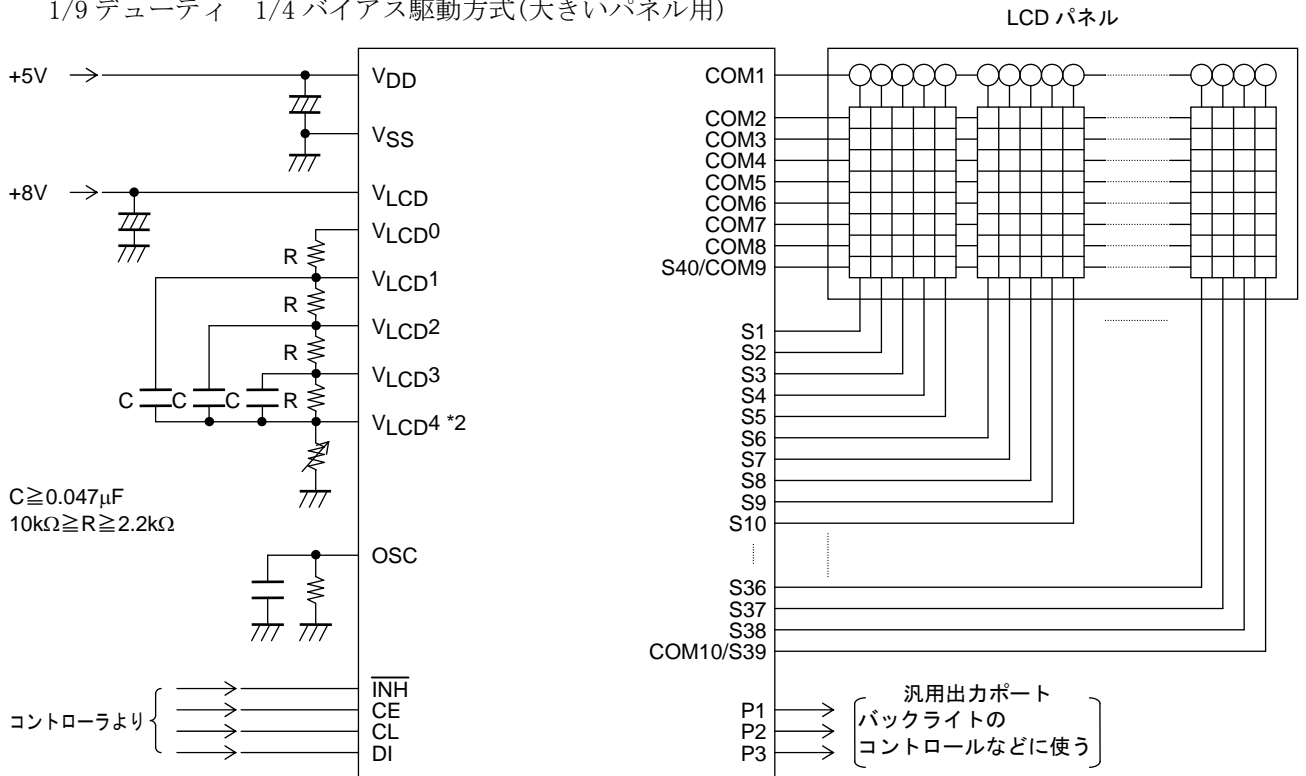 1/9 デューティ 1/4 バイアス駆動方式(大きいパネル用)
LCD パネル
+5V
VDD
VSS
+8V
VLCD
VLCD0
R
VLCD1
R
VLCD2
R
VLCD3
C
C
C
R
VLCD4 *2
C≧0.047μF
10kΩ≧R≧2.2kΩ
OSC
コントローラより
INH
CE
CL
DI
COM1
COM2
COM3
COM4
COM5
COM6
COM7
COM8
S40/COM9
S1
S2
S3
S4
S5
S6
S7
S8
S9
S10
S36
S37
S38
COM10/S39
P1
P2
P3
汎用出力ポート
バックライトの
コントロールなどに使う